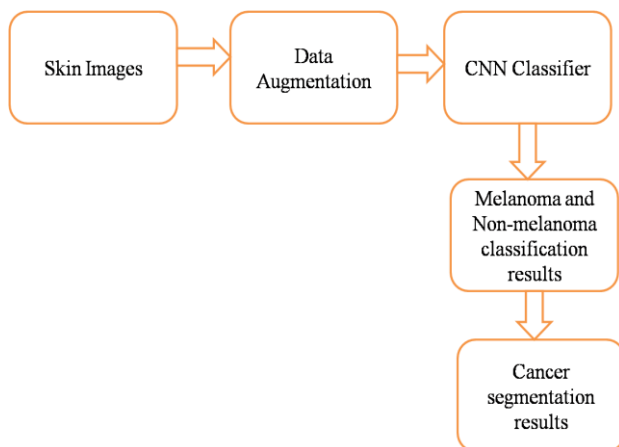 Skin Images
Data
Augmentation
CNN Classifier
Melanoma and
Non-melanoma
classification
results
Cancer
segmentation
results